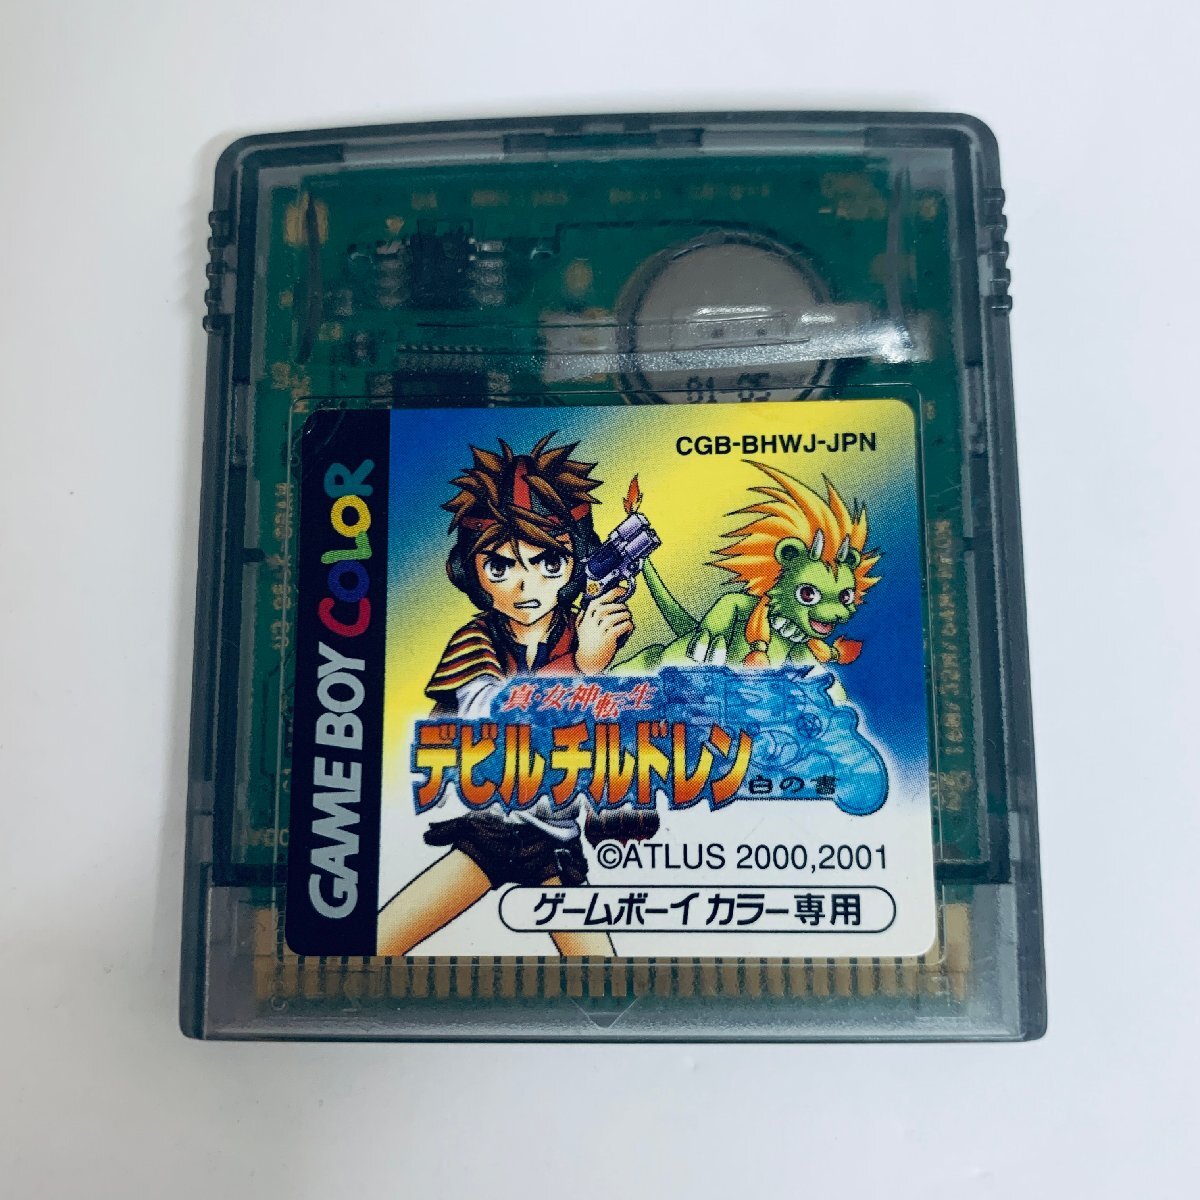 CGB-BHWJ-JPN
GAME BOY COLOR
真・女神転生
デビルチルドレン
白の書
©ATLUS 2000,2001
ゲームボーイカラー専用